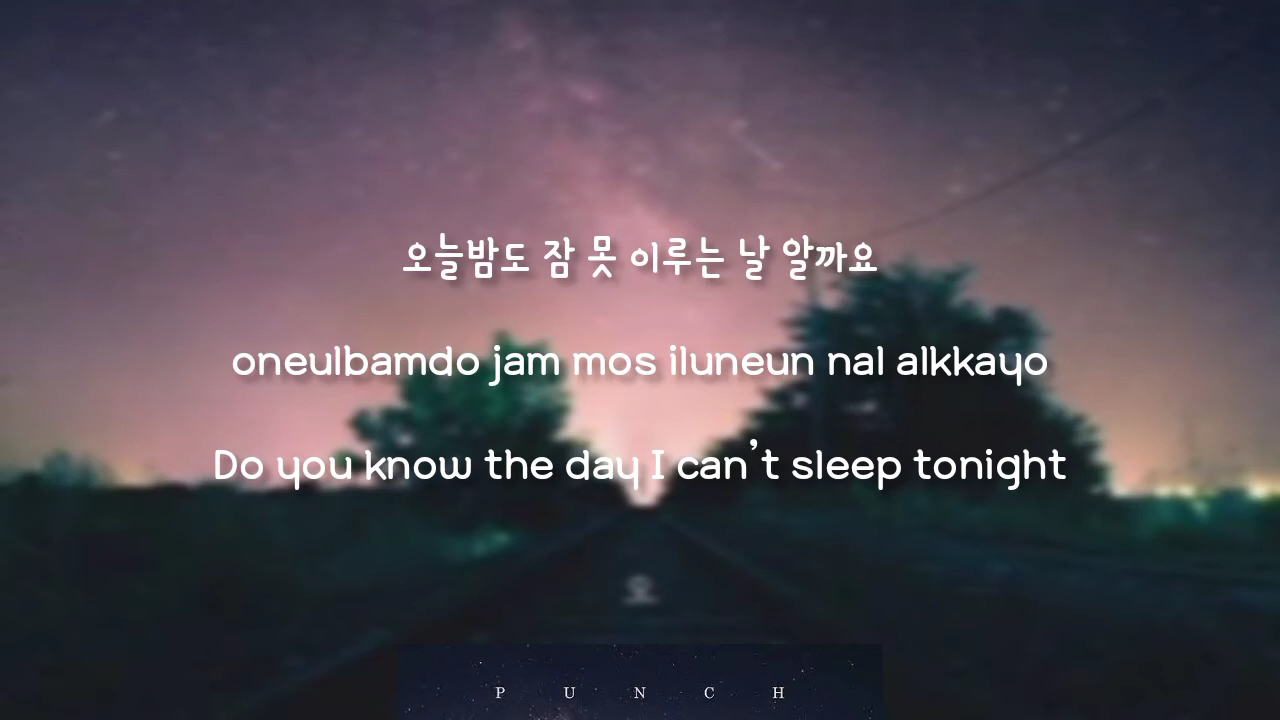 오늘밤도 잠 못 이루는 날 알까요
oneulbamdo jam mos iluneun nal alkkayo
Do you know the day I can't sleep tonight
오
P U N C H